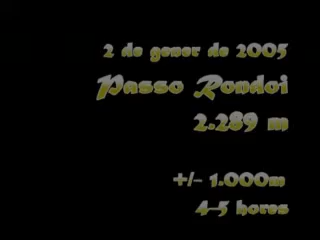 2 de gener de 2005
Passo Rondoi
2.289 m
+/- 1.000m
4-5 hores